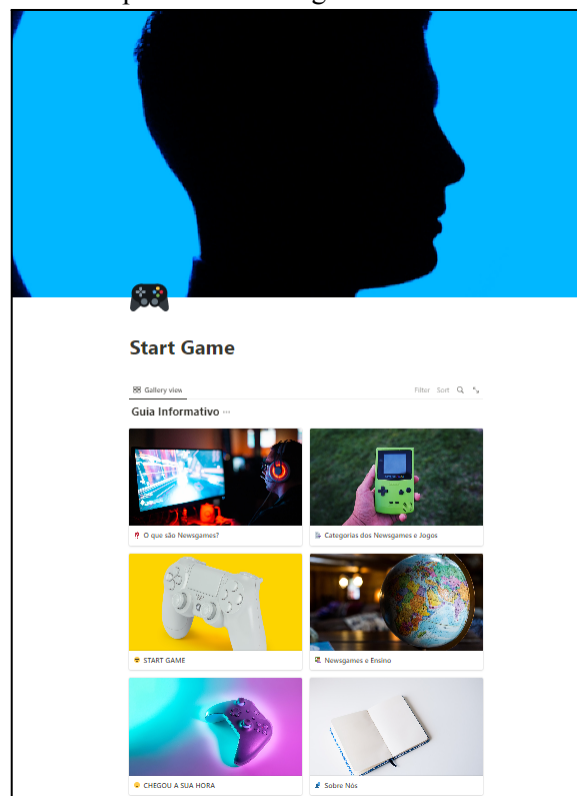 Start Game
Gallery view Filter Sort
Guia Informativo ...
O que são Newsgames? Categorias dos Newsgames e Jogos
START GAME Newsgames e Ensino
CHEGOU A SUA HORA Sobre Nós